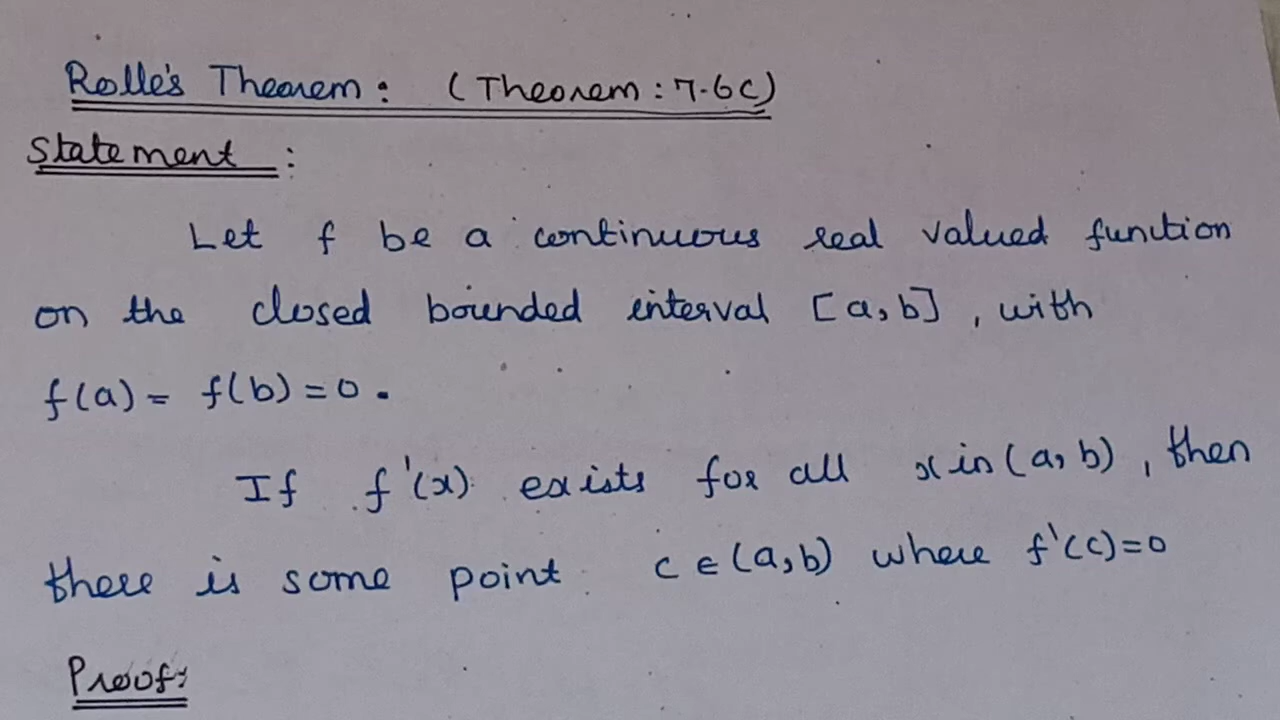 Rolle's Theorem: (Theorem: 7.6C)
Statement:
Let f be a continuous real valued function
on the closed bounded interval [a,b], with
f(a) = f(b) = 0.
If f'(x) exists for all x in (a,b), then
there is some point c ∈ (a,b) where f'(c)=0
Proof: